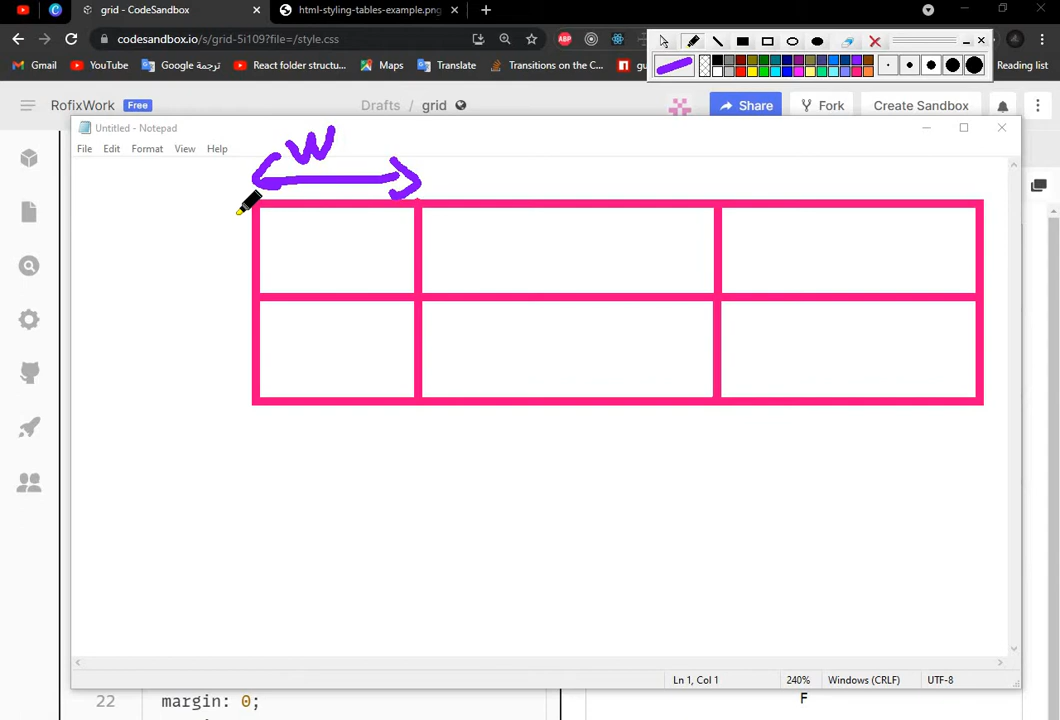 grid - CodeSandbox
html-styling-tables-example.png
codesandbox.io/s/grid-5i109?file=/style.css
ABP
Gmail
YouTube
ترجمة Google
React folder structu...
Maps
Translate
Transitions on the C...
Reading list
RofixWork
Free
Drafts / grid
Share
Fork
Create Sandbox
Untitled - Notepad
File Edit Format View Help
W
Ln 1, Col 1
240%
Windows (CRLF)
UTF-8
22 margin: 0;
F